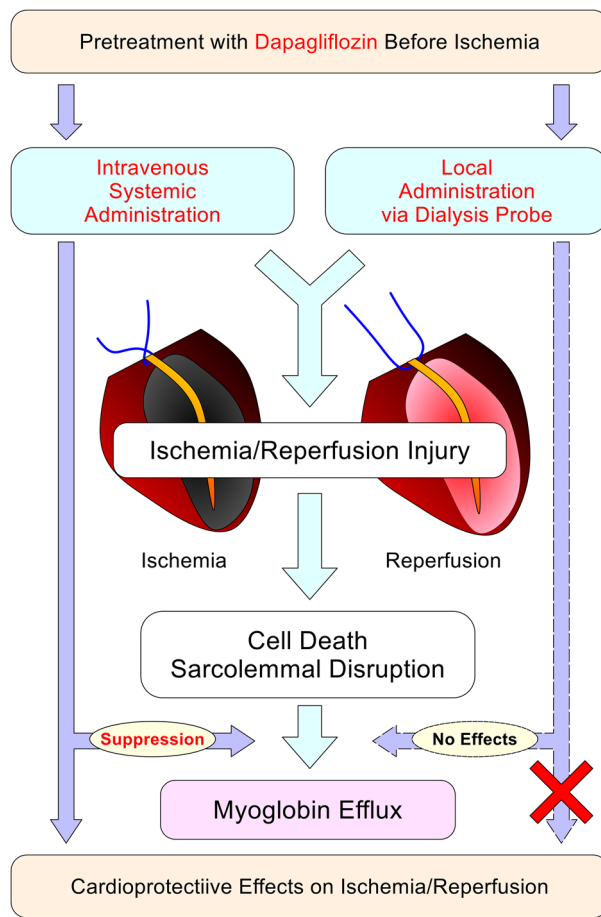 Pretreatment with Dapagliflozin Before Ischemia
Intravenous
Systemic
Administration
Local
Administration
via Dialysis Probe
Ischemia/Reperfusion Injury
Ischemia
Reperfusion
Cell Death
Sarcolemmal Disruption
Suppression
No Effects
Myoglobin Efflux
Cardioprotectiive Effects on Ischemia/Reperfusion